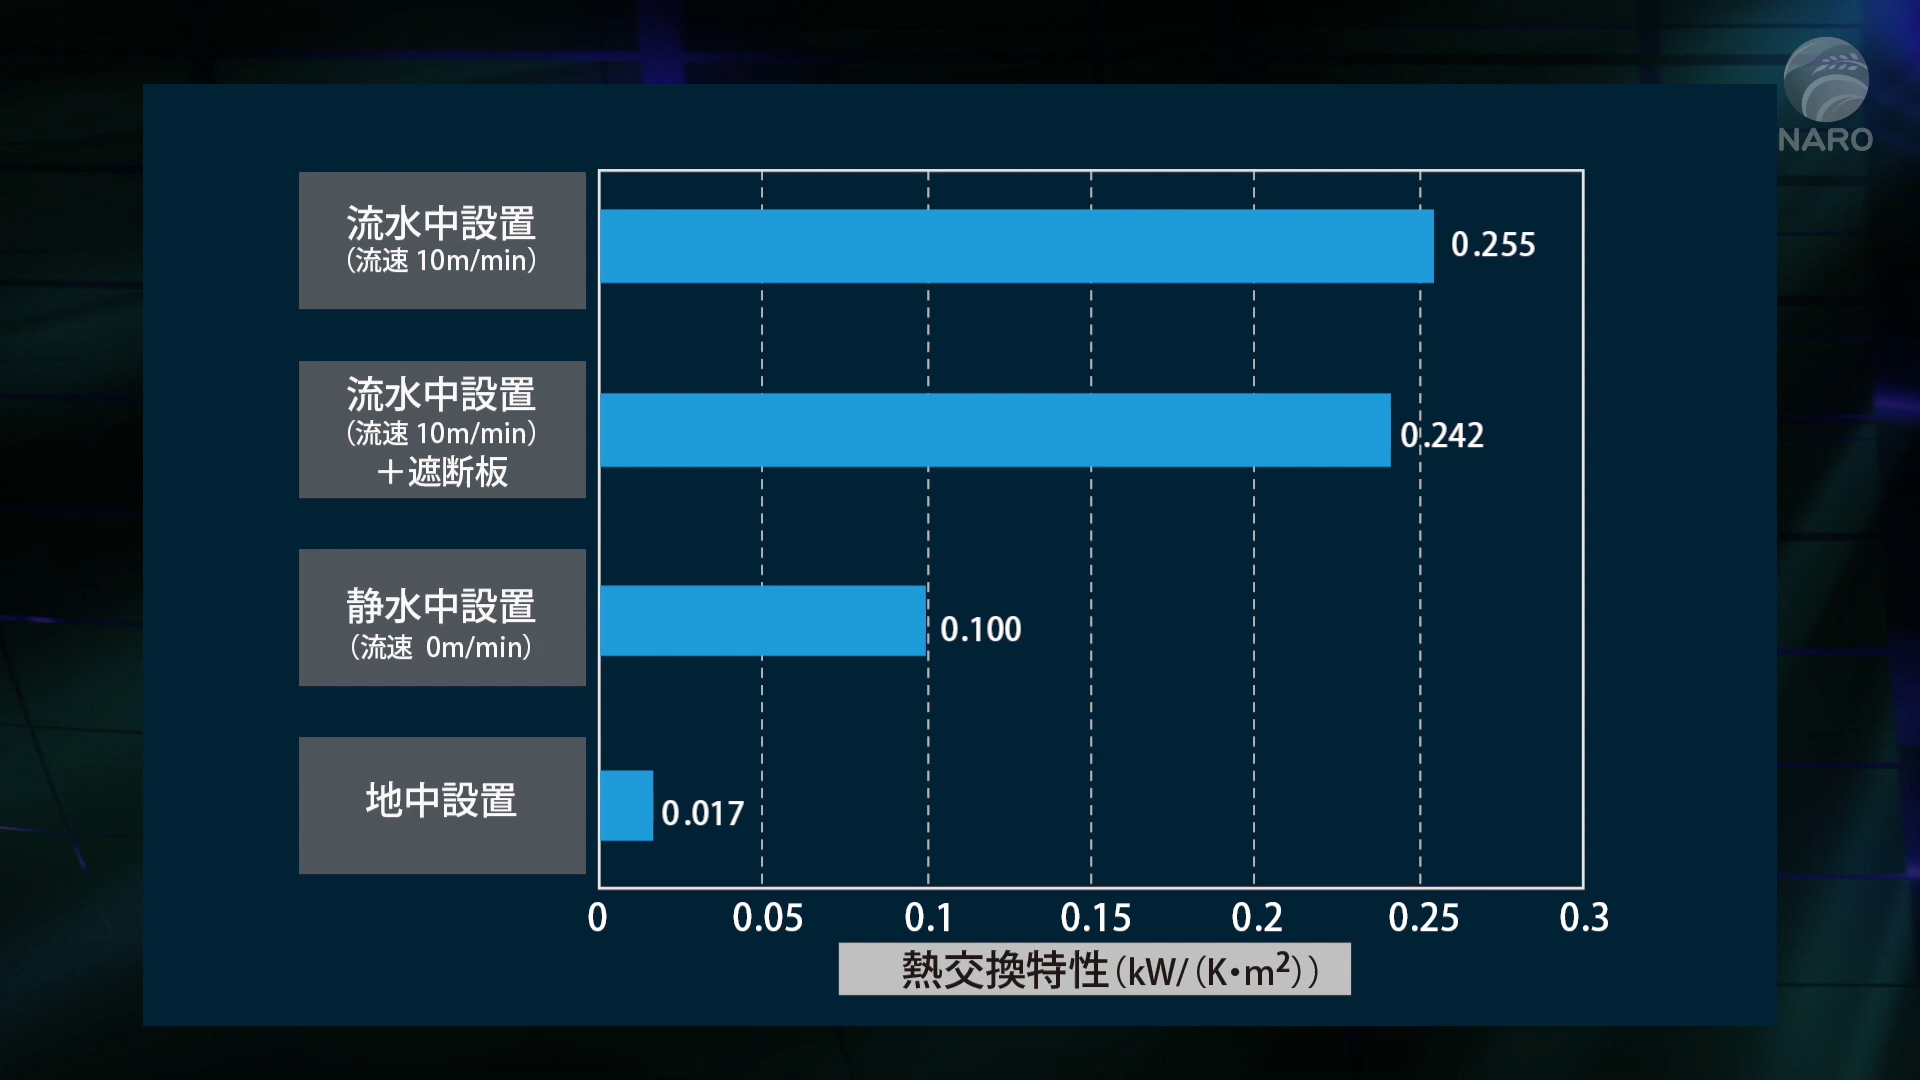 NARO
流水中設置
（流速 10m/min）
0.255
流水中設置
（流速 10m/min）
＋遮断板
0.242
静水中設置
（流速 0m/min）
0.100
地中設置
0.017
0 0.05 0.1 0.15 0.2 0.25 0.3
熱交換特性（kW/（K・m²））